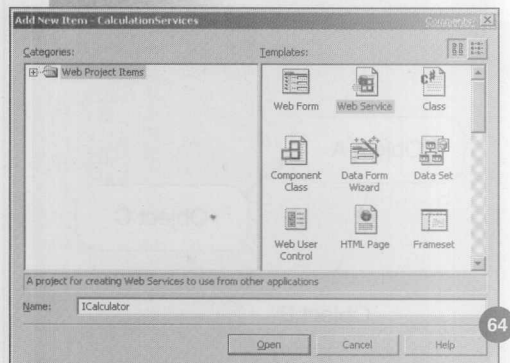 Add New Item - CalculationServices
Comments?
Categories:
Templates:
Web Project Items
Web Form
Web Service
Class
Component Class
Data Form Wizard
Data Set
Web User Control
HTML Page
Frameset
A project for creating Web Services to use from other applications
Name:
ICalculator
Open
Cancel
Help
64